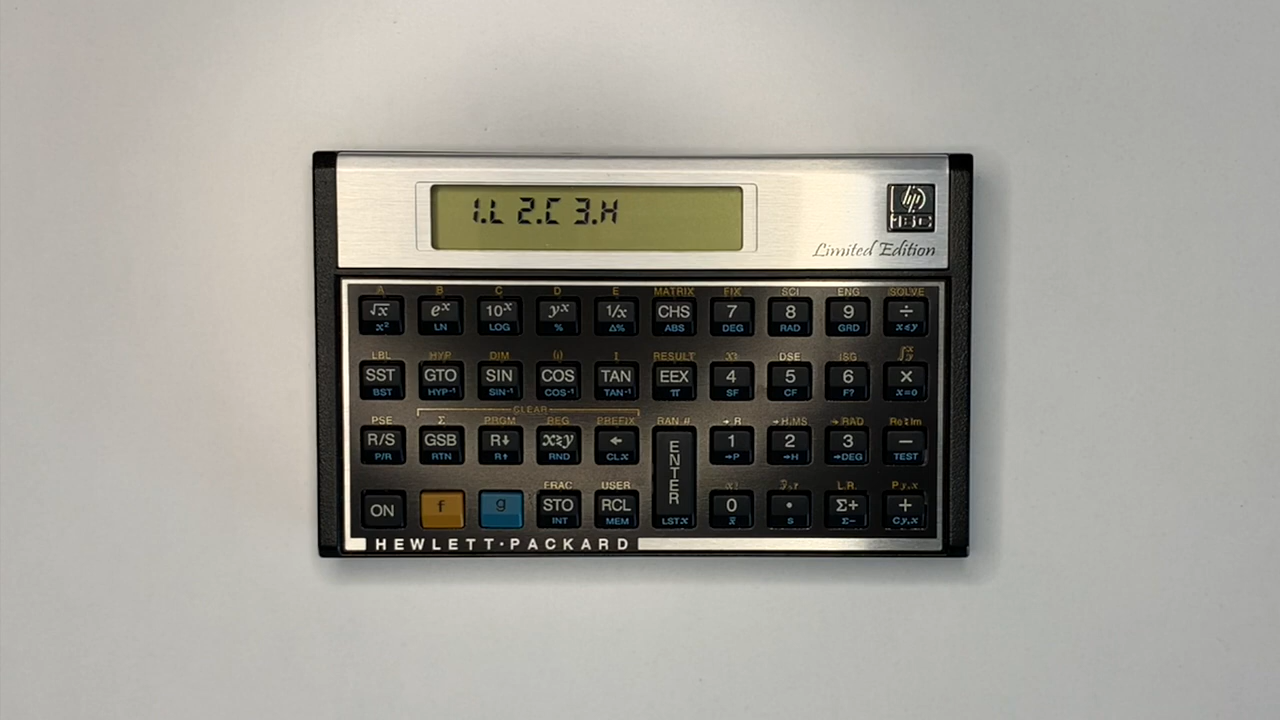 1.L 2.C 3.H
hp
15C
Limited Edition
A B C D E MATRIX FIX SCI ENG SOLVE
√x eˣ 10ˣ yˣ 1/x CHS 7 8 9 ÷
x² LN LOG % Δ% ABS DEG RAD GRD x≤y
LBL HYP DIM (i) I RESULT x≷ DSE ISG ∫xy
SST GTO SIN COS TAN EEX 4 5 6 ×
BST HYP⁻¹ SIN⁻¹ COS⁻¹ TAN⁻¹ π SF CF F? x=0
CLEAR
PSE Σ PRGM REG PREFIX RAN # →R →H.MS →RAD Re≷Im
R/S GSB R↓ x≷y ← ENTER 1 2 3 −
P/R RTN R↑ RND CLx →P →H →DEG TEST
FRAC USER x! ŷ,r L.R. Py,x
ON f g STO RCL 0 • Σ+ +
INT MEM LSTx x̄ s Σ− Cy,x
HEWLETT·PACKARD